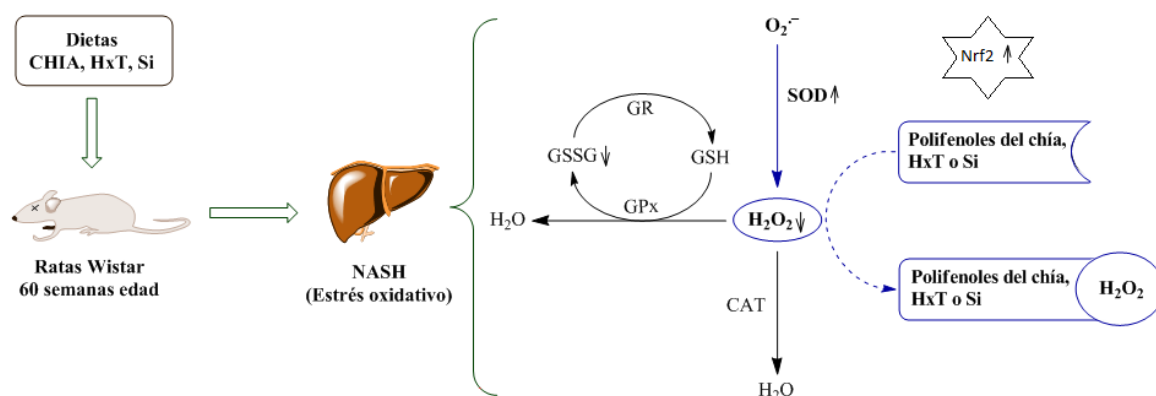 Dietas
CHIA, HxT, Si
Ratas Wistar
60 semanas edad
NASH
(Estrés oxidativo)
O₂·⁻
SOD↑
GR
GSSG↓
GSH
GPx
H₂O
H₂O₂↓
CAT
H₂O
Nrf2 ↑
Polifenoles del chía,
HxT o Si
Polifenoles del chía,
HxT o Si
H₂O₂